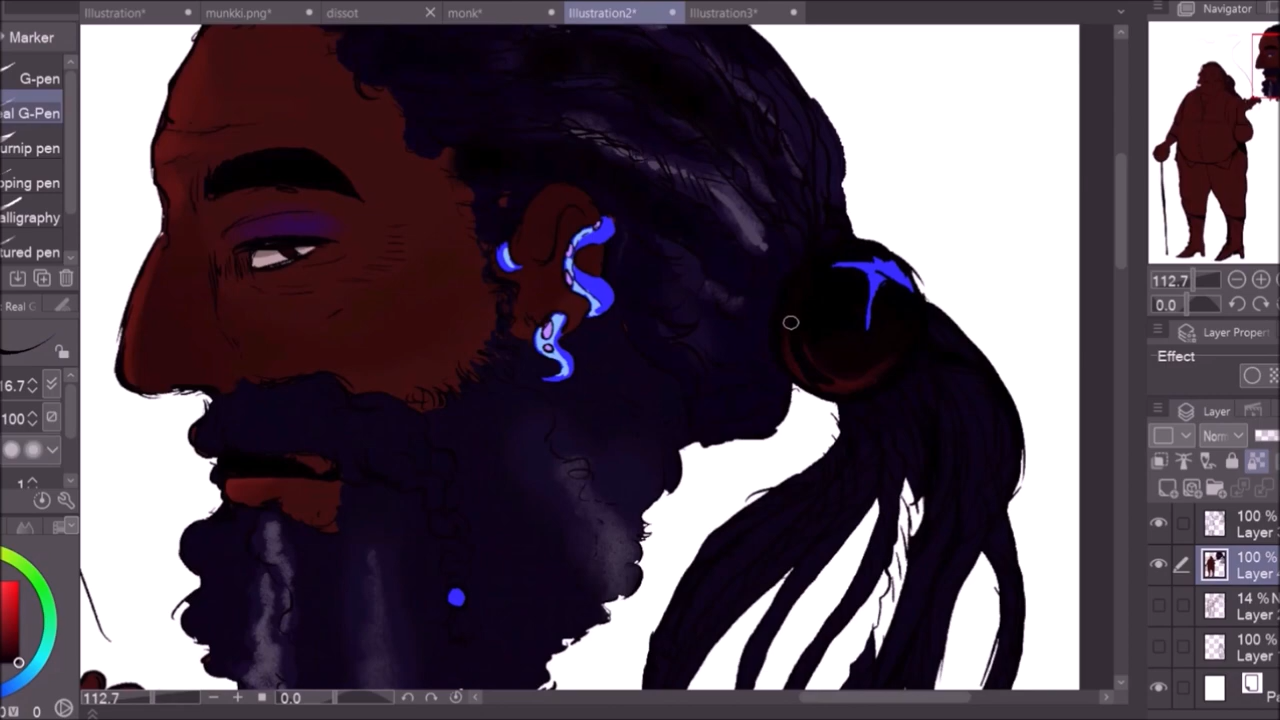 Illustration* munkki.png* dissot monk* Illustration2* Illustration3* Navigator
Marker
G-pen
eal G-Pen
urnip pen
pping pen
alligraphy
tured pen
Real G
16.7
100
1
0
112.7
0.0
Layer Proper
Effect
Layer
Norm
100 %
Layer
100 %
Layer
14 % N
Layer
100 %
Layer
P
112.7 0.0